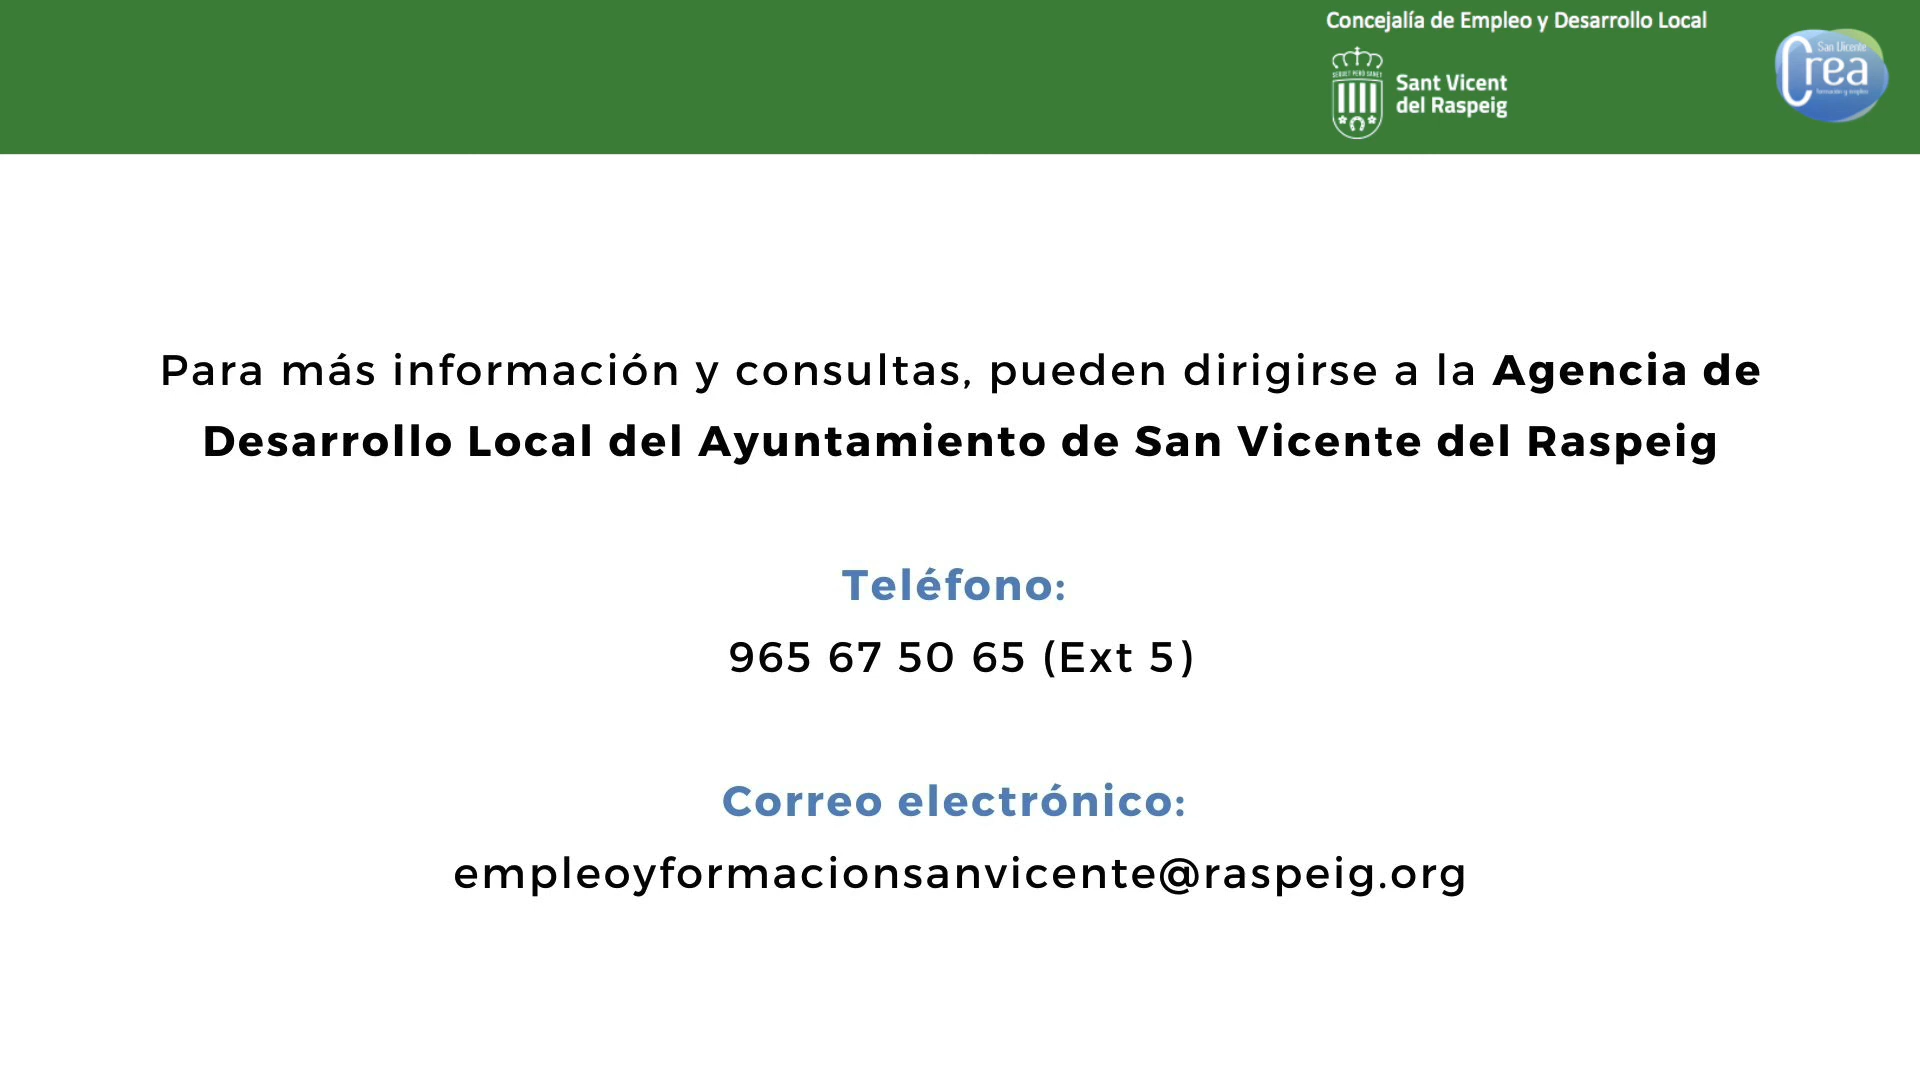 Concejalía de Empleo y Desarrollo Local
Sant Vicent
del Raspeig
San Vicente
Crea
formación y empleo
Para más información y consultas, pueden dirigirse a la Agencia de
Desarrollo Local del Ayuntamiento de San Vicente del Raspeig
Teléfono:
965 67 50 65 (Ext 5)
Correo electrónico:
empleoyformacionsanvicente@raspeig.org